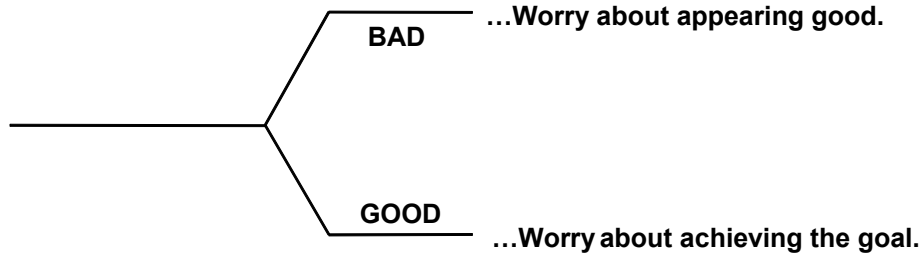 …Worry about appearing good.
BAD
GOOD
…Worry about achieving the goal.